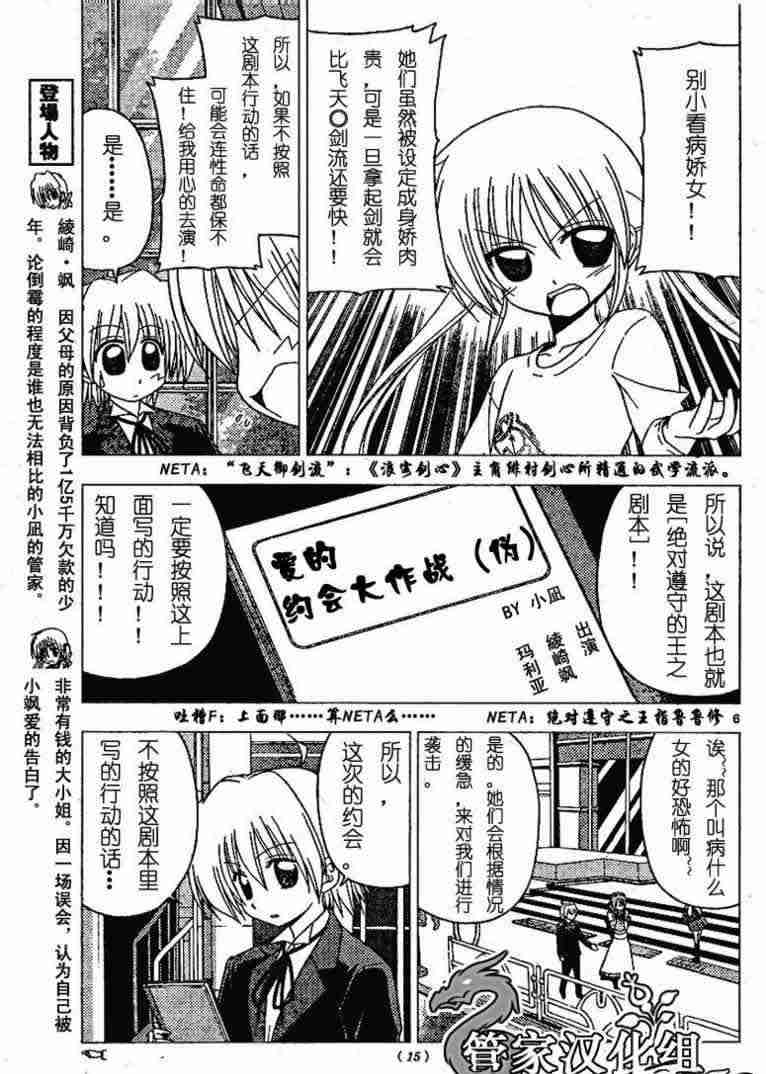 别小看病娇女！！
她们虽然被设定成身娇肉
贵,可是一旦拿起剑就会
比飞天〇剑流还要快！！
所以,如果不按照
这剧本行动的话,
可能会连性命都保不
住！给我用心的去演！
是……是。
NETA：“飞天御剑流”：《浪客剑心》主角绯村剑心所精通的武学流派。
所以说,这剧本也就
是[绝对遵守的王之
剧本]！！
爱的
约会大作战（伪）
BY 小凪
出演
綾崎飒
玛利亚
一定要按照这上
面写的行动！！
知道吗！！
吐槽F：上面那……算NETA么……
NETA：绝对遵守之王指鲁鲁修
6
诶~那个叫病什么
女的好恐怖啊~
是的。她们会根据情况
的缓急,来对我们进行
袭击。
所以,
这次的约会。
不按照这剧本里
写的行动的话…
登場人物
綾崎·飒　因父母的原因背负了1亿5千万欠款的少
年。论倒霉的程度是谁也无法相比的小凪的管家。
非常有钱的大小姐。因一场误会,认为自己被
小飒爱的告白了。
(15)
管家汉化组